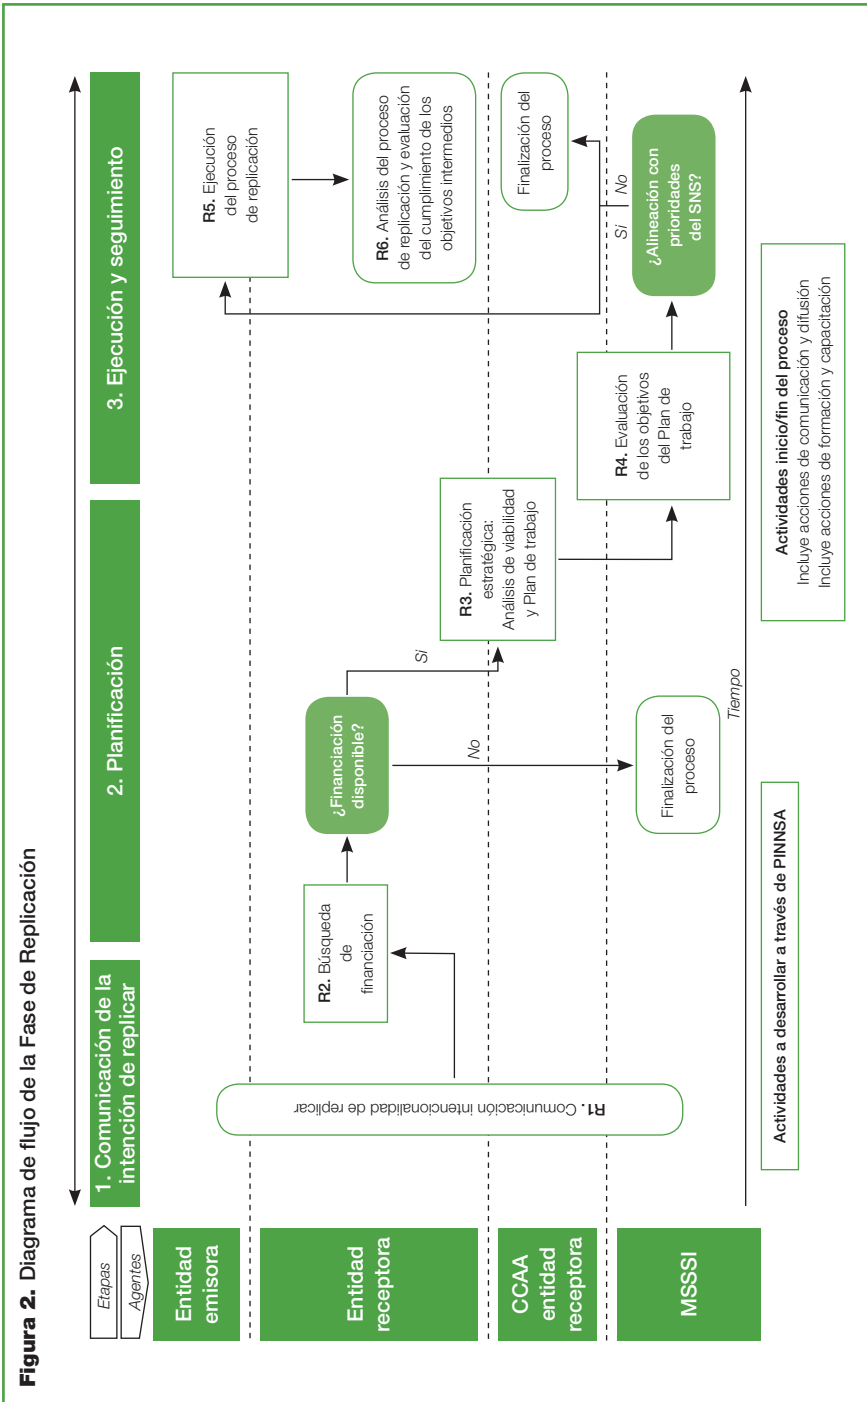 Figura 2. Diagrama de flujo de la Fase de Replicación
Etapas
Agentes
1. Comunicación de la
intención de replicar
2. Planificación
3. Ejecución y seguimiento
Entidad
emisora
Entidad
receptora
CCAA
entidad
receptora
MSSSI
R1. Comunicación intencionalidad de replicar
R2. Búsqueda
de
financiación
¿Financiación
disponible?
Si
No
Finalización del
proceso
R3. Planificación
estratégica:
Análisis de viabilidad
y Plan de trabajo
R4. Evaluación
de los objetivos
del Plan de
trabajo
¿Alineación con
prioridades
del SNS?
Si
No
Finalización del
proceso
R5. Ejecución
del proceso
de replicación
R6. Análisis del proceso
de replicación y evaluación
del cumplimiento de los
objetivos intermedios
Tiempo
Actividades a desarrollar a través de PINNSA
Actividades inicio/fin del proceso
Incluye acciones de comunicación y difusión
Incluye acciones de formación y capacitación